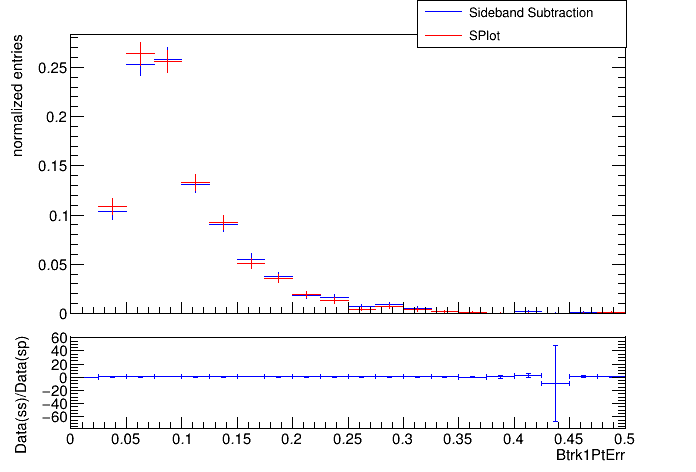 Sideband Subtraction
SPlot
normalized entries
0.25
0.2
0.15
0.1
0.05
0
Data(ss)/Data(sp)
60
40
20
0
−20
−40
−60
0 0.05 0.1 0.15 0.2 0.25 0.3 0.35 0.4 0.45 0.5
Btrk1PtErr